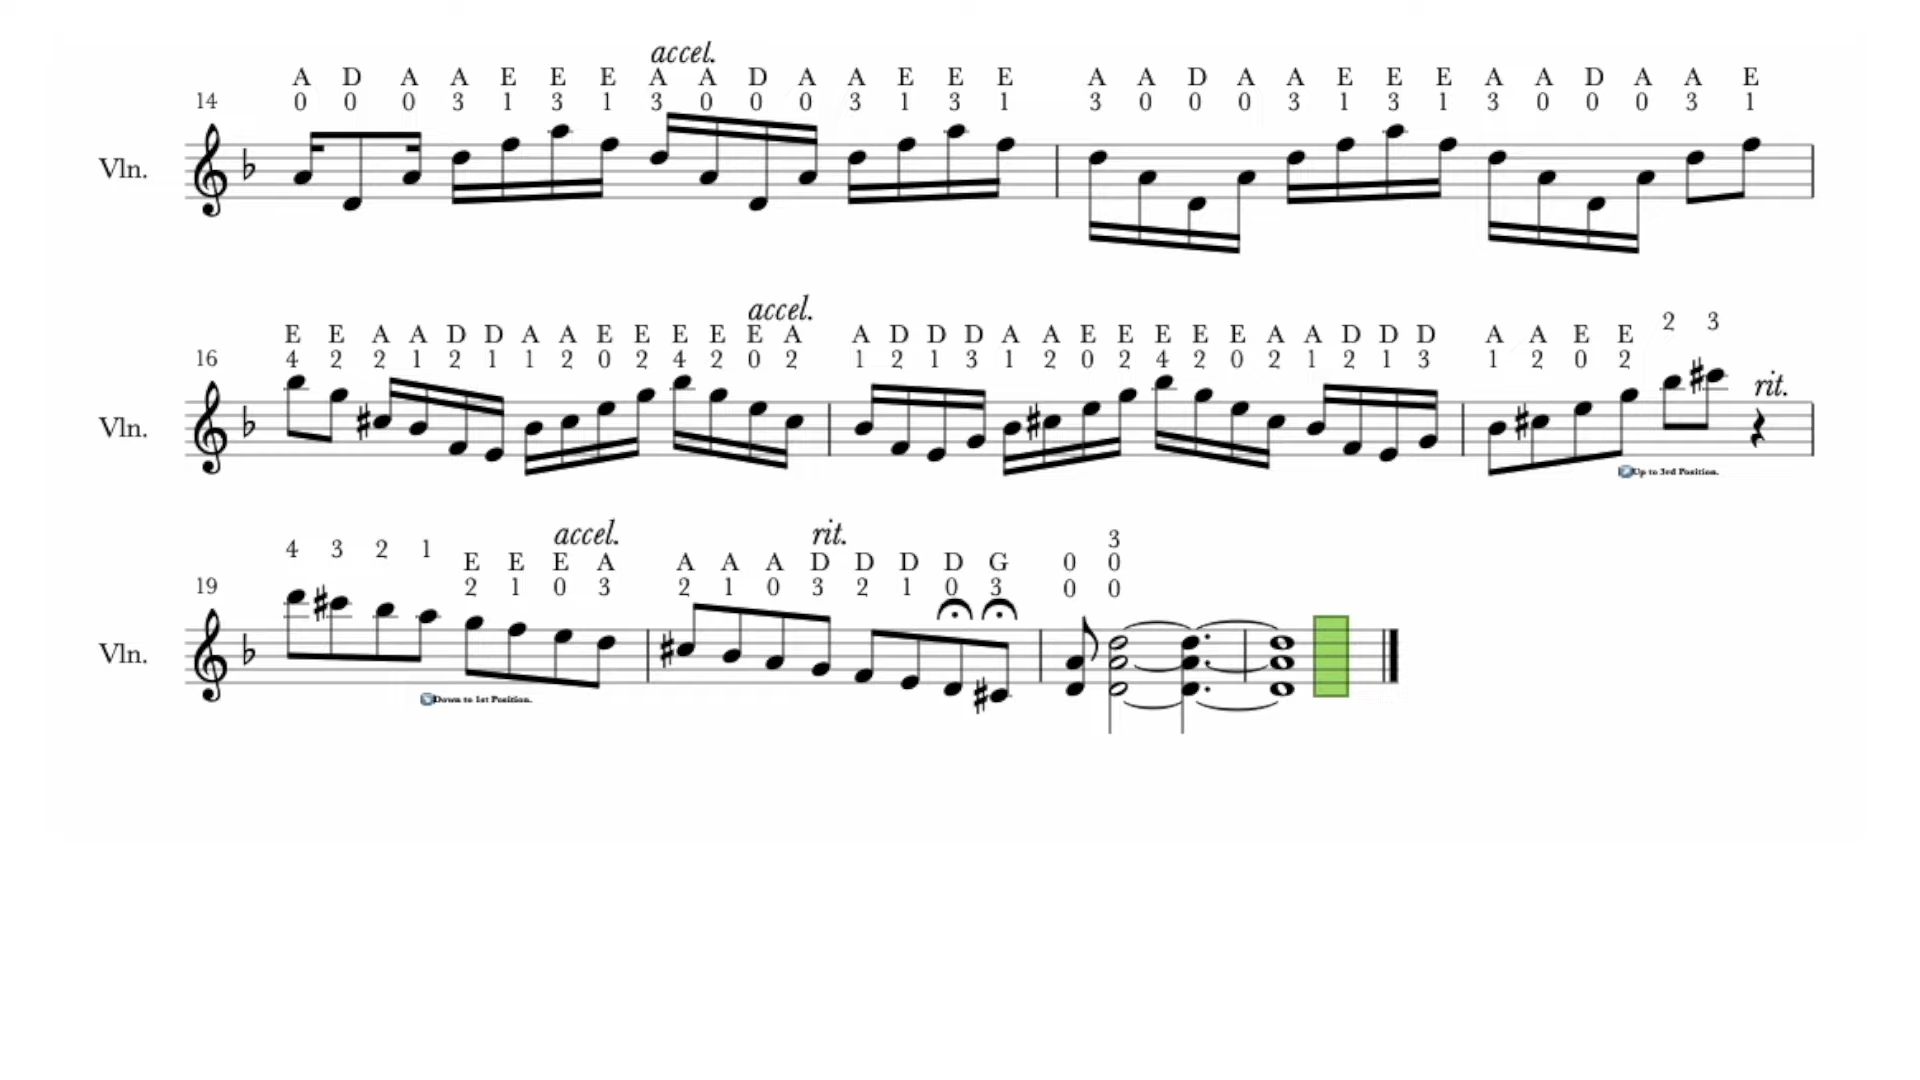 accel.
A D A A E E E A A D A A E E E A A D A A E E E A A D A A E
14 0 0 0 3 1 3 1 3 0 0 0 3 1 3 1 3 0 0 0 3 1 3 1 3 0 0 0 3 1
Vln.
accel. 2 3
E E A A D D A A E E E E E A A D D D A A E E E E E A A D D D A A E E
16 4 2 2 1 2 1 1 2 0 2 4 2 0 2 1 2 1 3 1 2 0 2 4 2 0 2 1 2 1 3 1 2 0 2
rit.
Vln.
Up to 3rd Position.
accel. rit. 3
4 3 2 1 E E E A A A A D D D D G 0 0
19 2 1 0 3 2 1 0 3 2 1 0 3 0 0
Vln.
Down to 1st Position.